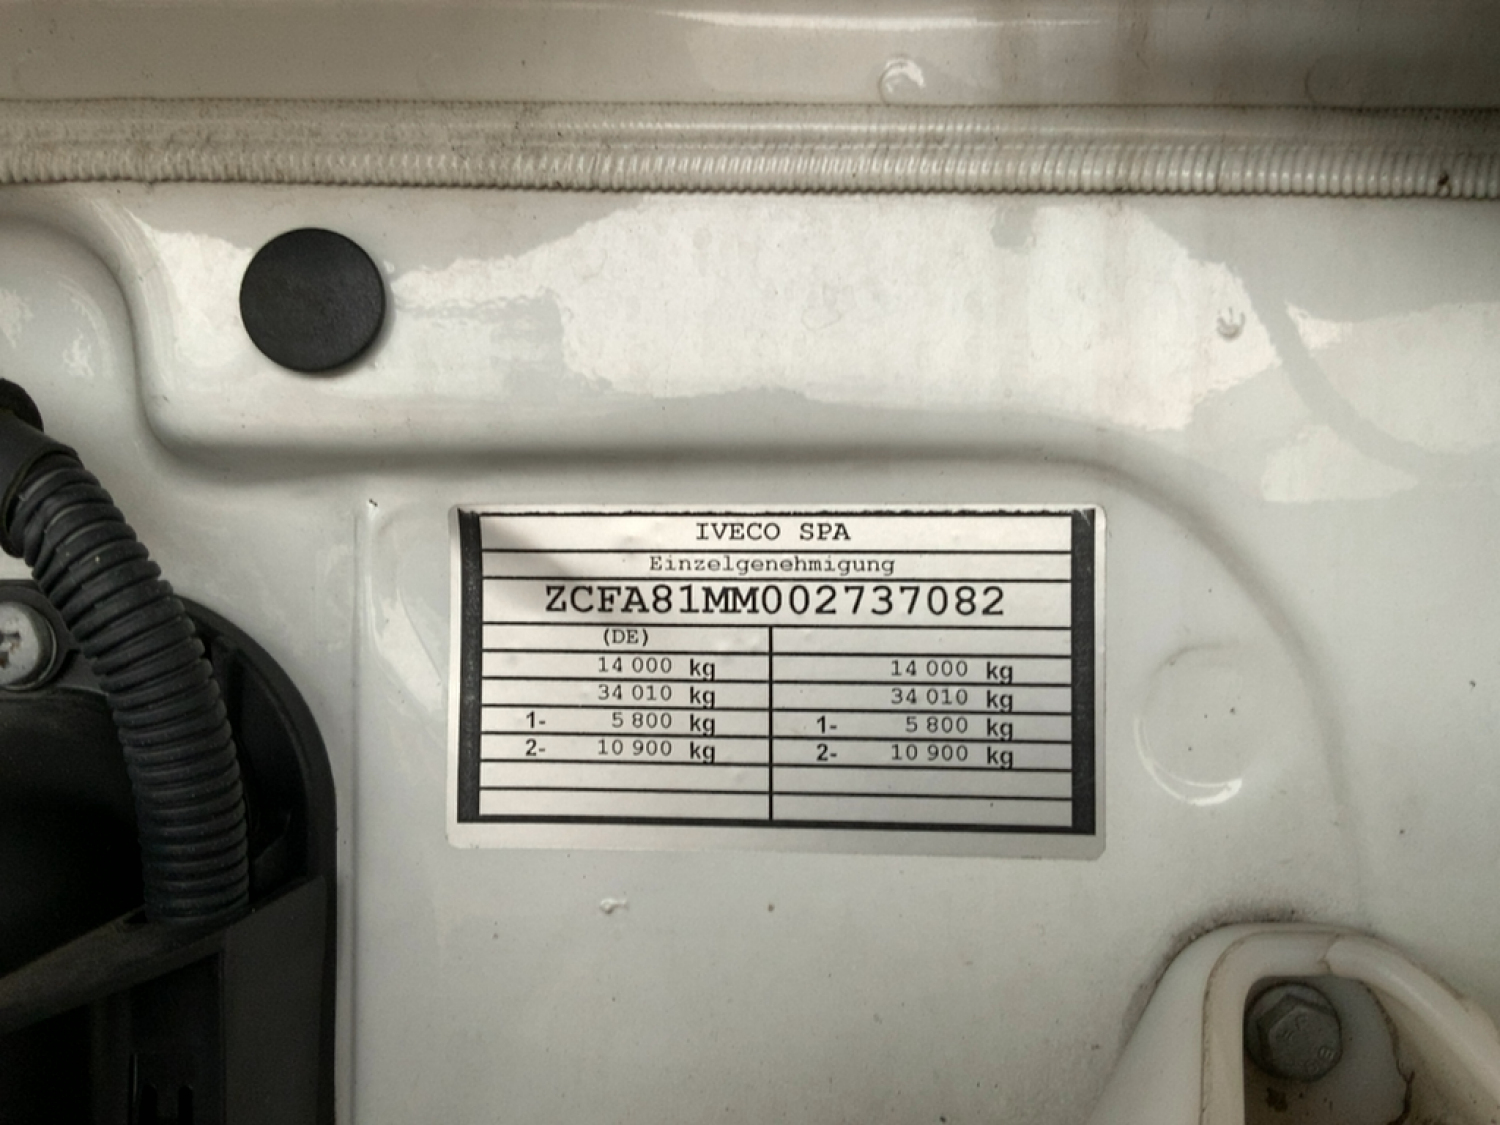 IVECO SPA
Einzelgenehmigung
ZCFA81MM002737082
(DE)
14 000 kg 14 000 kg
34 010 kg 34 010 kg
1- 5 800 kg 1- 5 800 kg
2- 10 900 kg 2- 10 900 kg